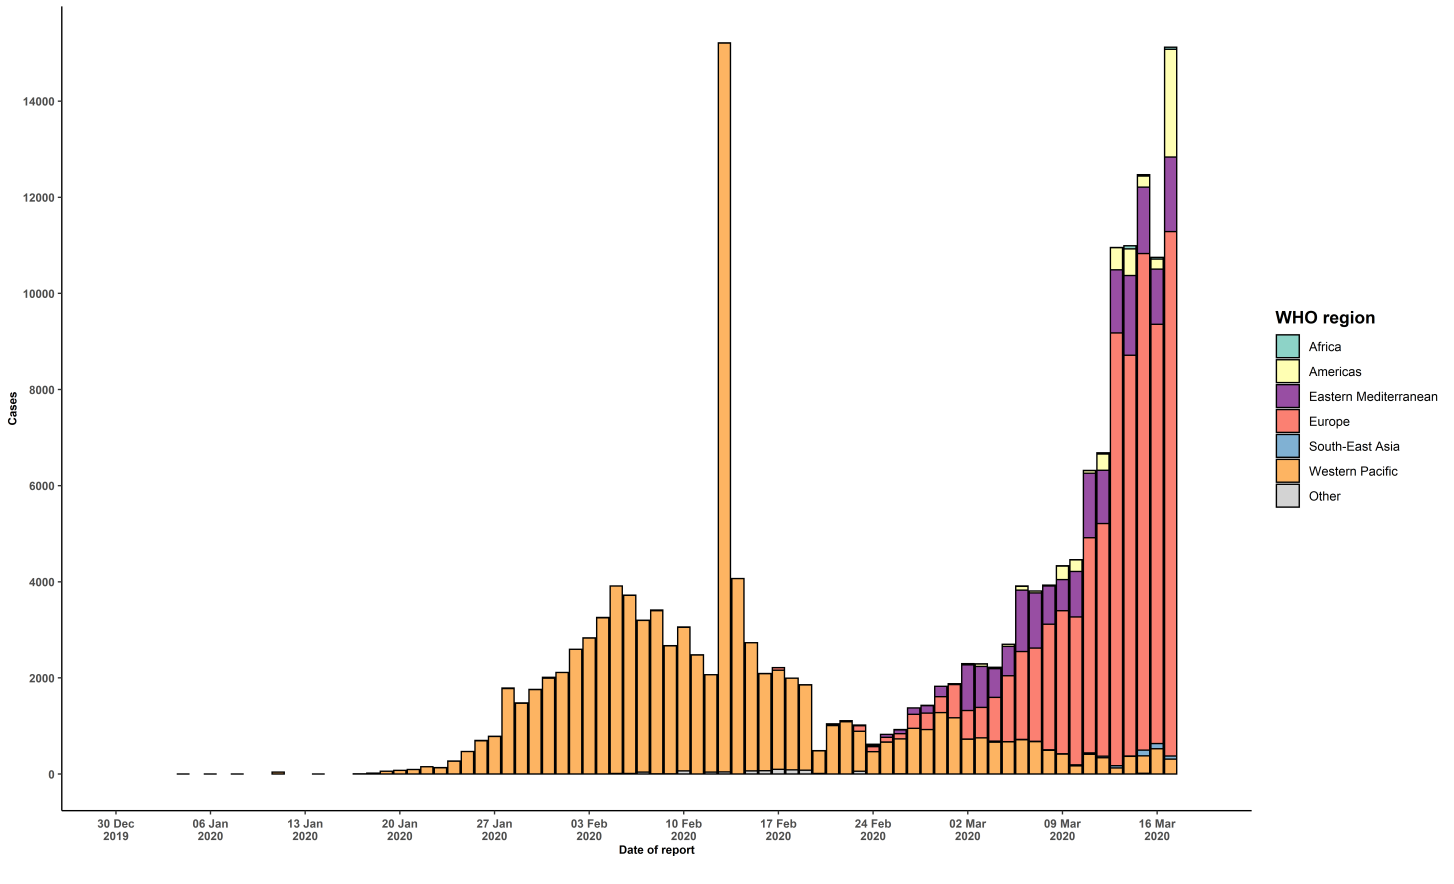 14000
12000
10000
8000
6000
4000
2000
0
Cases
30 Dec
2019
06 Jan
2020
13 Jan
2020
20 Jan
2020
27 Jan
2020
03 Feb
2020
10 Feb
2020
17 Feb
2020
24 Feb
2020
02 Mar
2020
09 Mar
2020
16 Mar
2020
Date of report
WHO region
Africa
Americas
Eastern Mediterranean
Europe
South-East Asia
Western Pacific
Other